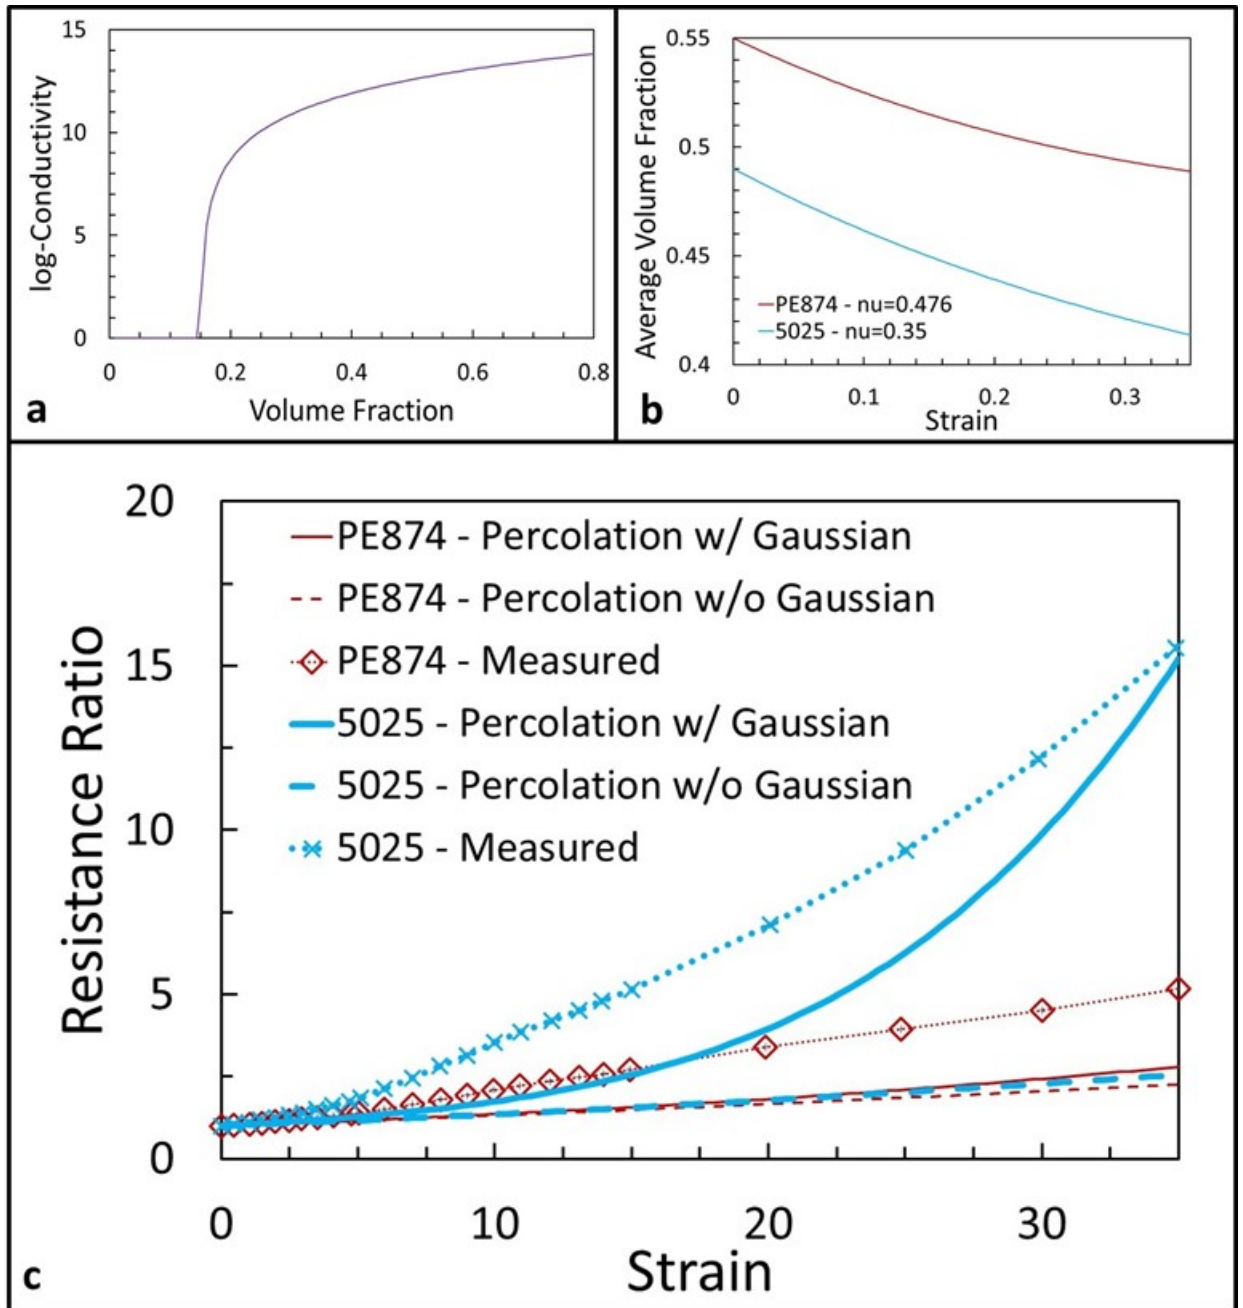 15
10
5
0
log-Conductivity
0 0.2 0.4 0.6 0.8
Volume Fraction
a
0.55
0.5
0.45
0.4
Average Volume Fraction
PE874 - nu=0.476
5025 - nu=0.35
0 0.1 0.2 0.3
Strain
b
20
15
10
5
0
Resistance Ratio
PE874 - Percolation w/ Gaussian
PE874 - Percolation w/o Gaussian
PE874 - Measured
5025 - Percolation w/ Gaussian
5025 - Percolation w/o Gaussian
5025 - Measured
0 10 20 30
Strain
c